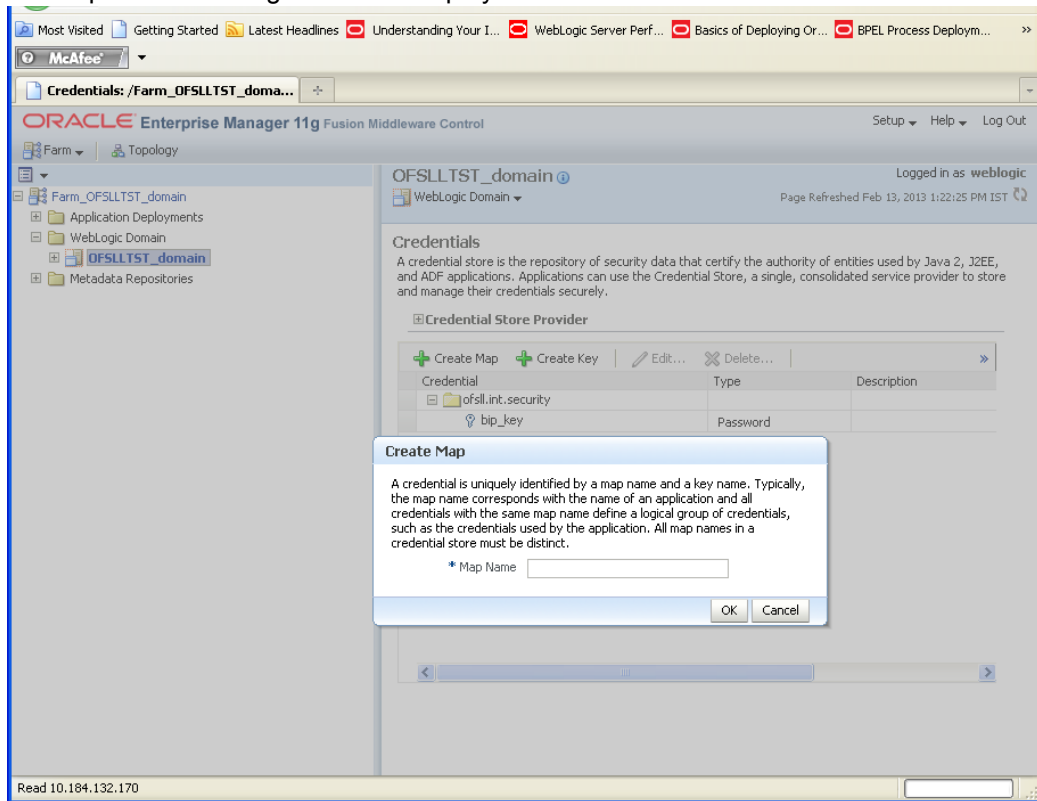 Most Visited Getting Started Latest Headlines Understanding Your I... WebLogic Server Perf... Basics of Deploying Or... BPEL Process Deploym... »
McAfee
Credentials: /Farm_OFSLLTST_doma...
ORACLE Enterprise Manager 11g Fusion Middleware Control
Setup Help Log Out
Farm Topology
OFSLLTST_domain
Logged in as weblogic
WebLogic Domain
Page Refreshed Feb 13, 2013 1:22:25 PM IST
Farm_OFSLLTST_domain
Application Deployments
WebLogic Domain
OFSLLTST_domain
Metadata Repositories
Credentials
A credential store is the repository of security data that certify the authority of entities used by Java 2, J2EE,
and ADF applications. Applications can use the Credential Store, a single, consolidated service provider to store
and manage their credentials securely.
Credential Store Provider
Create Map Create Key Edit... Delete... »
Credential Type Description
ofsll.int.security
bip_key Password
Create Map
A credential is uniquely identified by a map name and a key name. Typically,
the map name corresponds with the name of an application and all
credentials with the same map name define a logical group of credentials,
such as the credentials used by the application. All map names in a
credential store must be distinct.
* Map Name
OK Cancel
Read 10.184.132.170